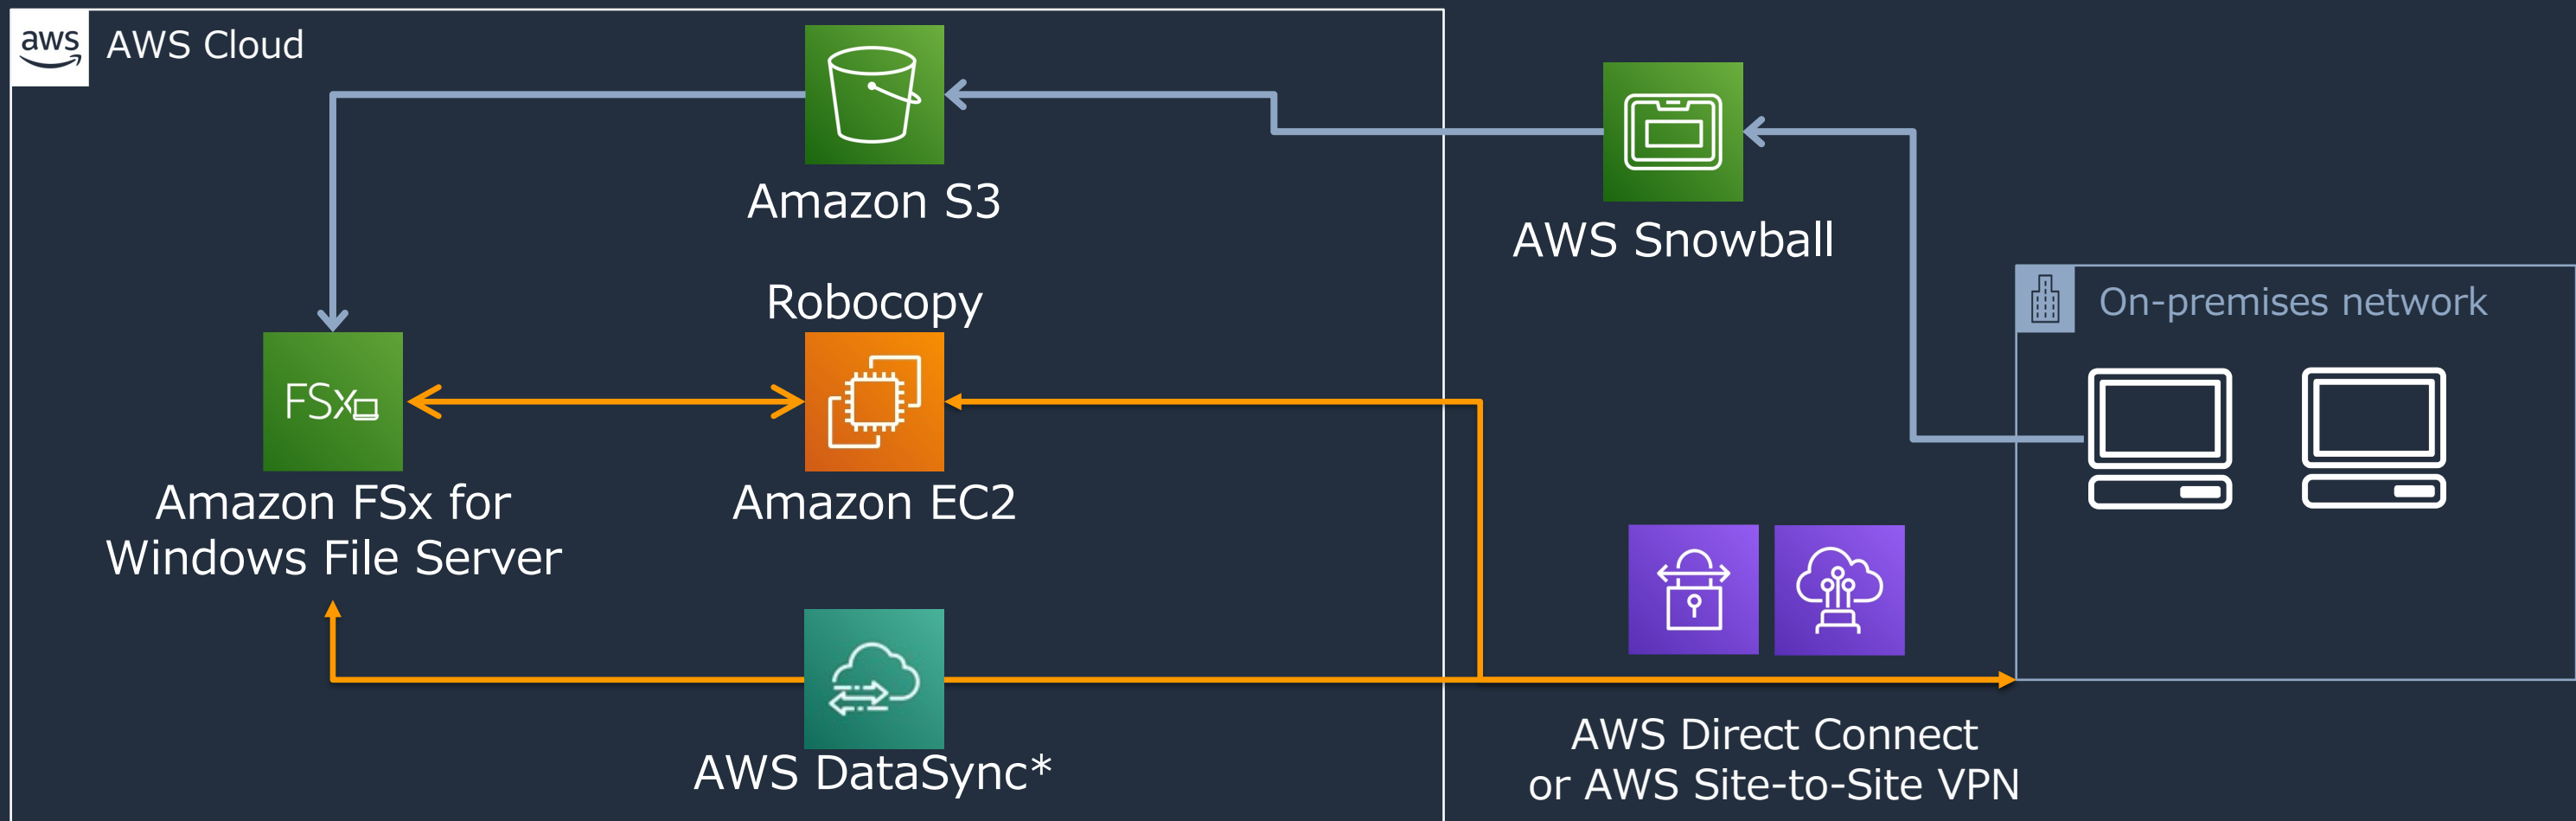 aws
AWS Cloud
Amazon S3
AWS Snowball
Robocopy
On-premises network
FSx
Amazon FSx for
Windows File Server
Amazon EC2
AWS DataSync*
AWS Direct Connect
or AWS Site-to-Site VPN